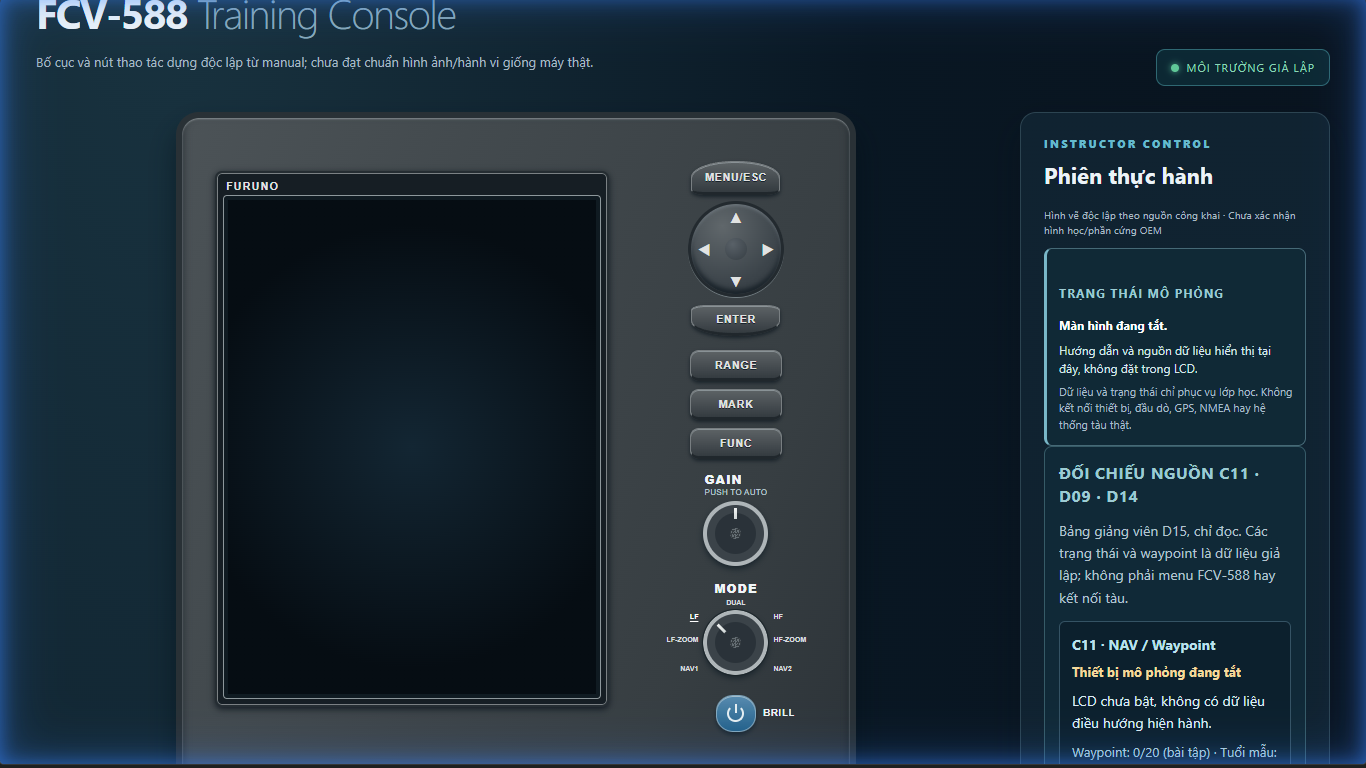 FCV-588 Training Console
Bố cục và nút thao tác dựng độc lập từ manual; chưa đạt chuẩn hình ảnh/hành vi giống máy thật.
MÔI TRƯỜNG GIẢ LẬP
FURUNO
MENU/ESC
ENTER
RANGE
MARK
FUNC
GAIN
PUSH TO AUTO
MODE
DUAL
LF
HF
LF-ZOOM
HF-ZOOM
NAV1
NAV2
BRILL
INSTRUCTOR CONTROL
Phiên thực hành
Hình vẽ độc lập theo nguồn công khai · Chưa xác nhận
hình học/phần cứng OEM
TRẠNG THÁI MÔ PHỎNG
Màn hình đang tắt.
Hướng dẫn và nguồn dữ liệu hiển thị tại
đây, không đặt trong LCD.
Dữ liệu và trạng thái chỉ phục vụ lớp học. Không
kết nối thiết bị, đầu dò, GPS, NMEA hay hệ
thống tàu thật.
ĐỐI CHIẾU NGUỒN C11 ·
D09 · D14
Bảng giảng viên D15, chỉ đọc. Các
trạng thái và waypoint là dữ liệu giả
lập; không phải menu FCV-588 hay
kết nối tàu.
C11 · NAV / Waypoint
Thiết bị mô phỏng đang tắt
LCD chưa bật, không có dữ liệu
điều hướng hiện hành.
Waypoint: 0/20 (bài tập) · Tuổi mẫu: